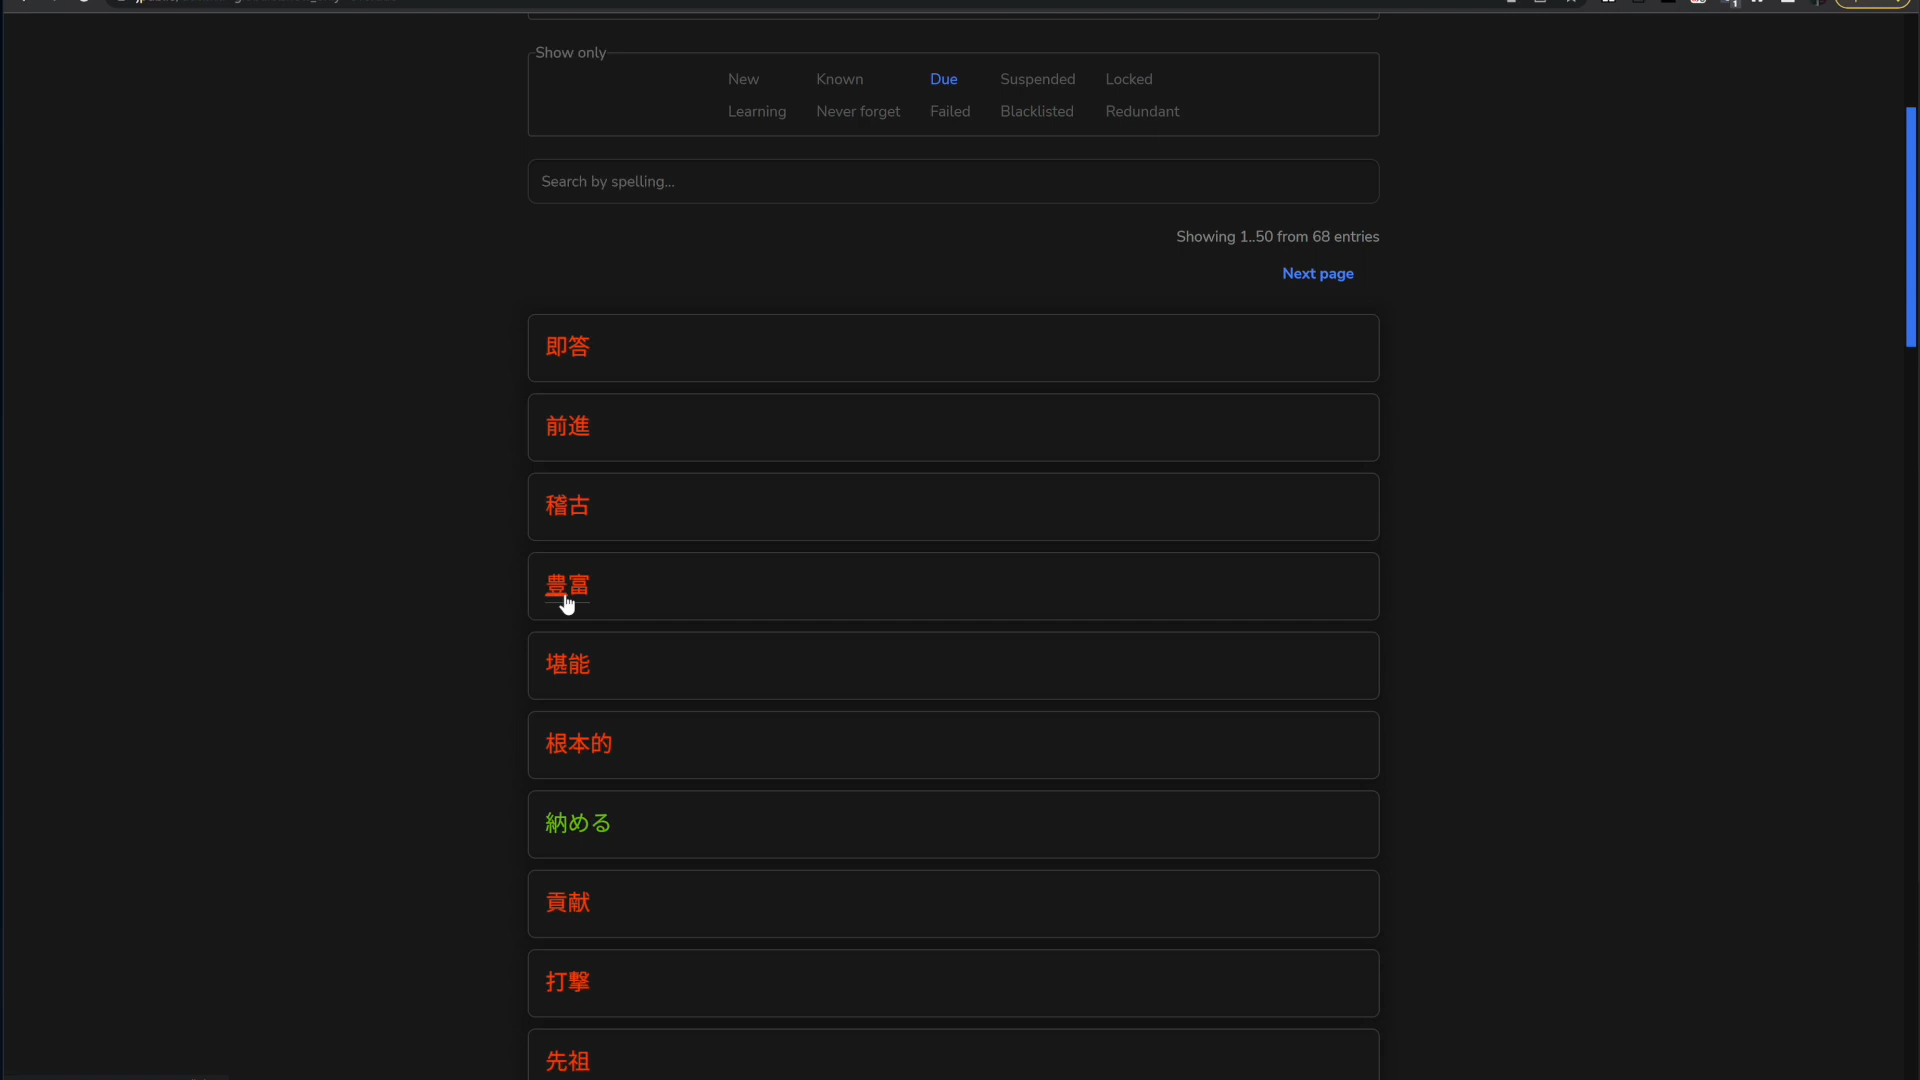 Show only
New Known Due Suspended Locked
Learning Never forget Failed Blacklisted Redundant
Search by spelling...
Showing 1..50 from 68 entries
Next page
即答
前進
稽古
豊富
堪能
根本的
納める
貢献
打撃
先祖